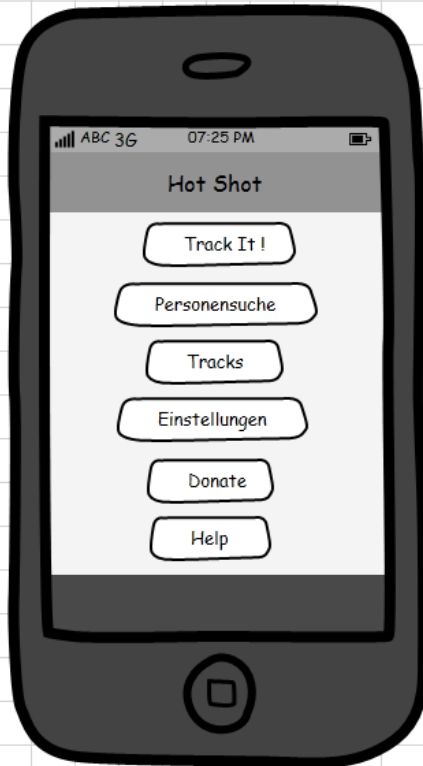 ABC 3G 07:25 PM
Hot Shot
Track It !
Personensuche
Tracks
Einstellungen
Donate
Help